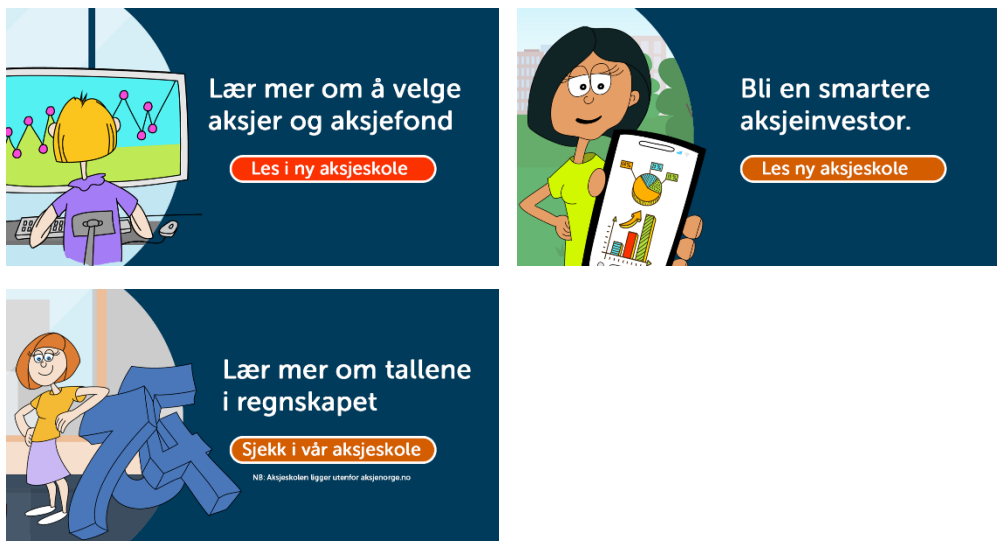 Lær mer om å velge
aksjer og aksjefond
Les i ny aksjeskole
Bli en smartere
aksjeinvestor.
Les ny aksjeskole
Lær mer om tallene
i regnskapet
Sjekk i vår aksjeskole
NB: Aksjeskolen ligger utenfor aksjenorge.no